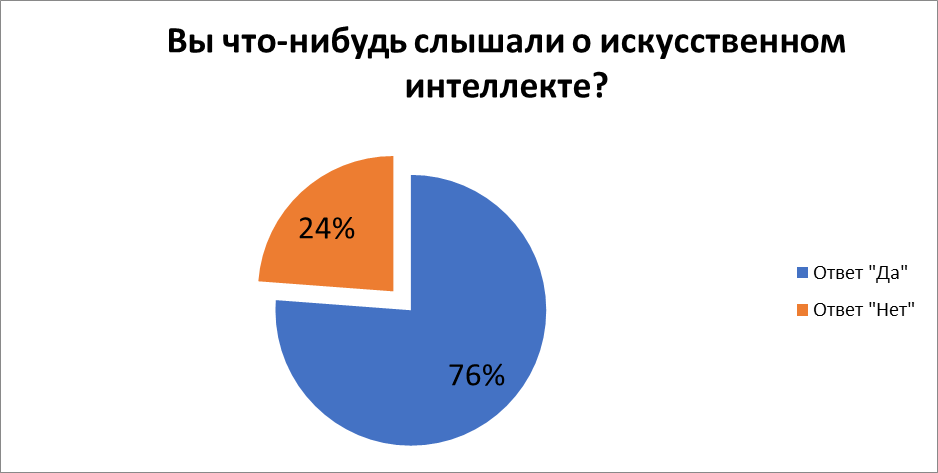 Вы что-нибудь слышали о искусственном
интеллекте?
24%
76%
Ответ "Да"
Ответ "Нет"